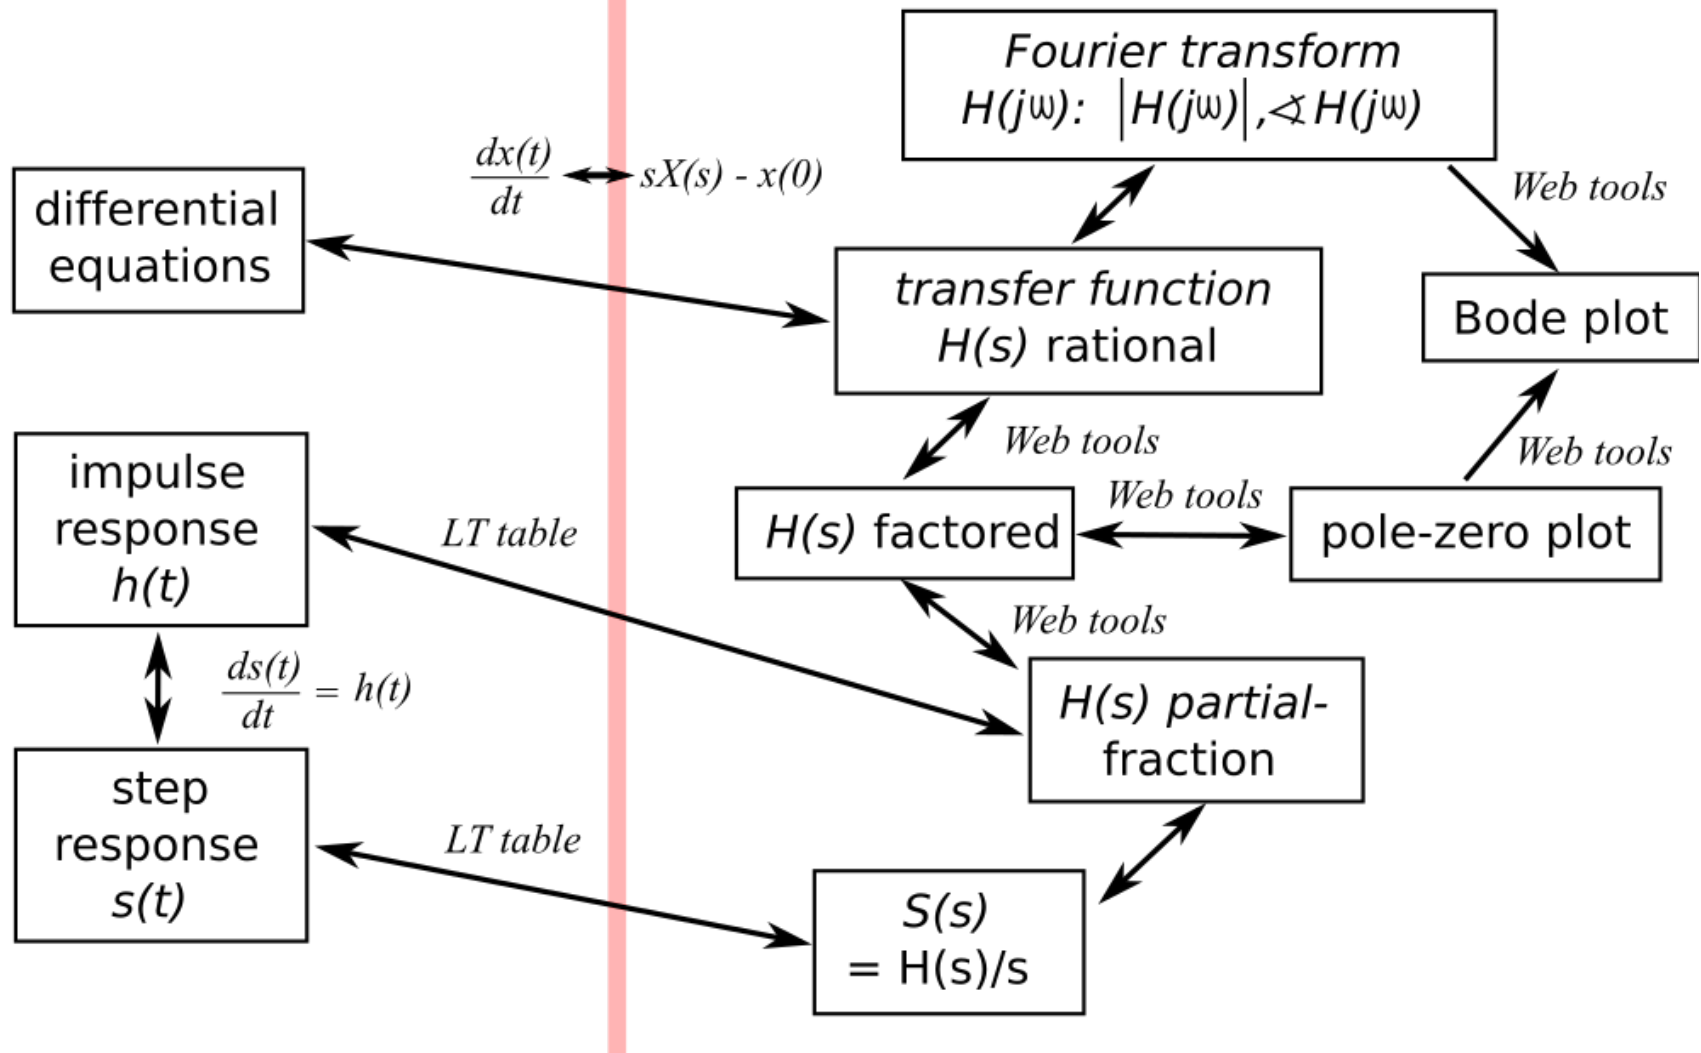 Fourier transform
H(jω): |H(jω)|,∢H(jω)
dx(t)
dt
sX(s) - x(0)
Web tools
differential
equations
transfer function
H(s) rational
Bode plot
impulse
response
h(t)
LT table
Web tools
Web tools
Web tools
H(s) factored
pole-zero plot
Web tools
ds(t)
dt
= h(t)
H(s) partial-
fraction
step
response
s(t)
LT table
S(s)
= H(s)/s